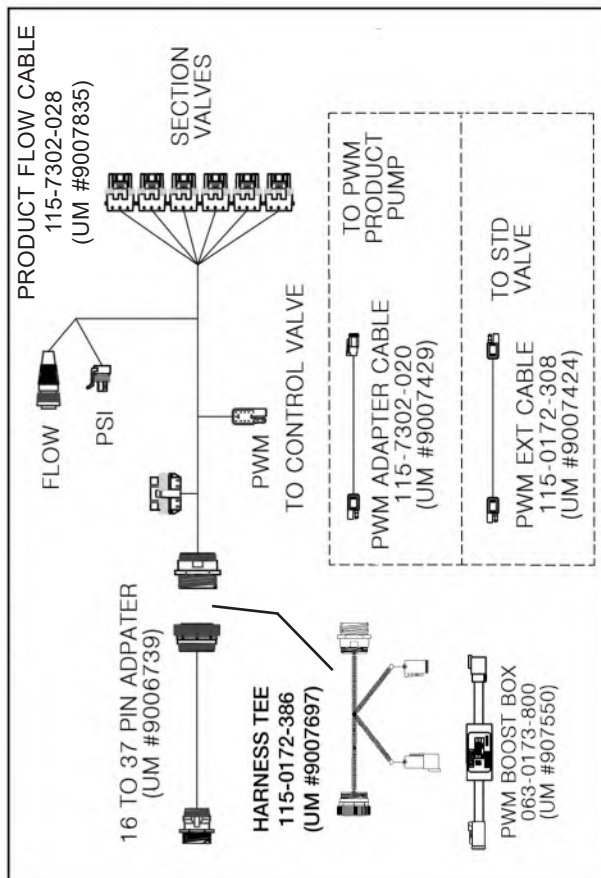 PRODUCT FLOW CABLE
115-7302-028
(UM #9007835)
SECTION
VALVES
FLOW
PSI
PWM
TO CONTROL VALVE
16 TO 37 PIN ADPATER
(UM #9006739)
HARNESS TEE
115-0172-386
(UM #9007697)
PWM BOOST BOX
063-0173-800
(UM #907550)
TO PWM
PRODUCT
PUMP
PWM ADAPTER CABLE
115-7302-020
(UM #9007429)
TO STD
VALVE
PWM EXT CABLE
115-0172-308
(UM #9007424)